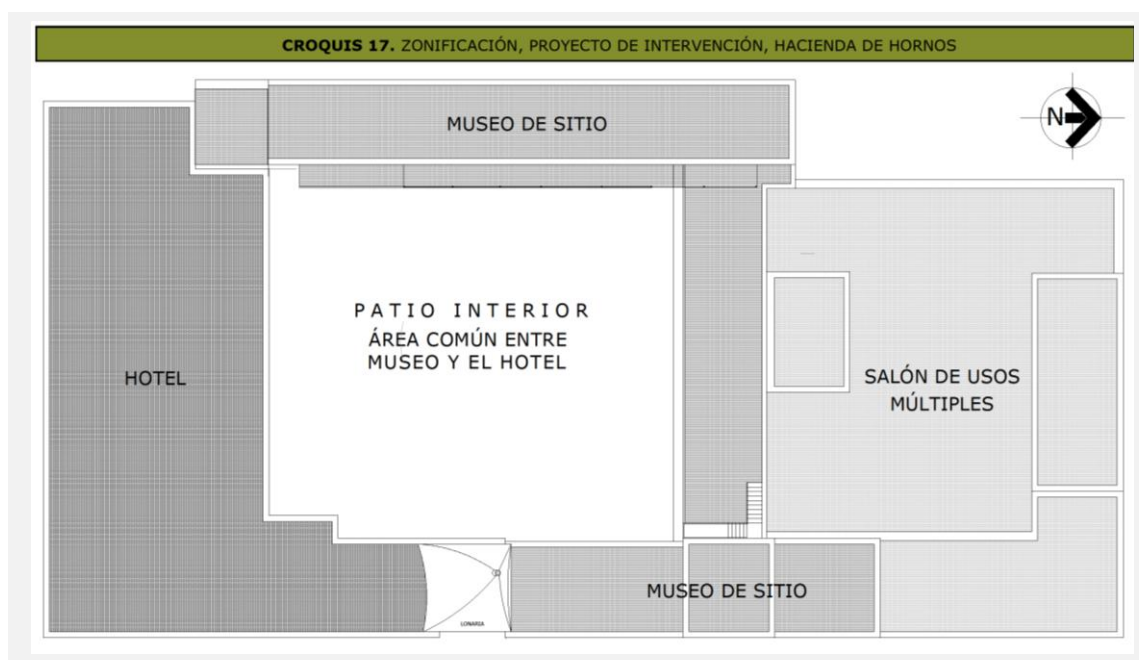 CROQUIS 17. ZONIFICACIÓN, PROYECTO DE INTERVENCIÓN, HACIENDA DE HORNOS
MUSEO DE SITIO
N
PATIO INTERIOR
ÁREA COMÚN ENTRE
MUSEO Y EL HOTEL
HOTEL
SALÓN DE USOS
MÚLTIPLES
MUSEO DE SITIO
LONARIA